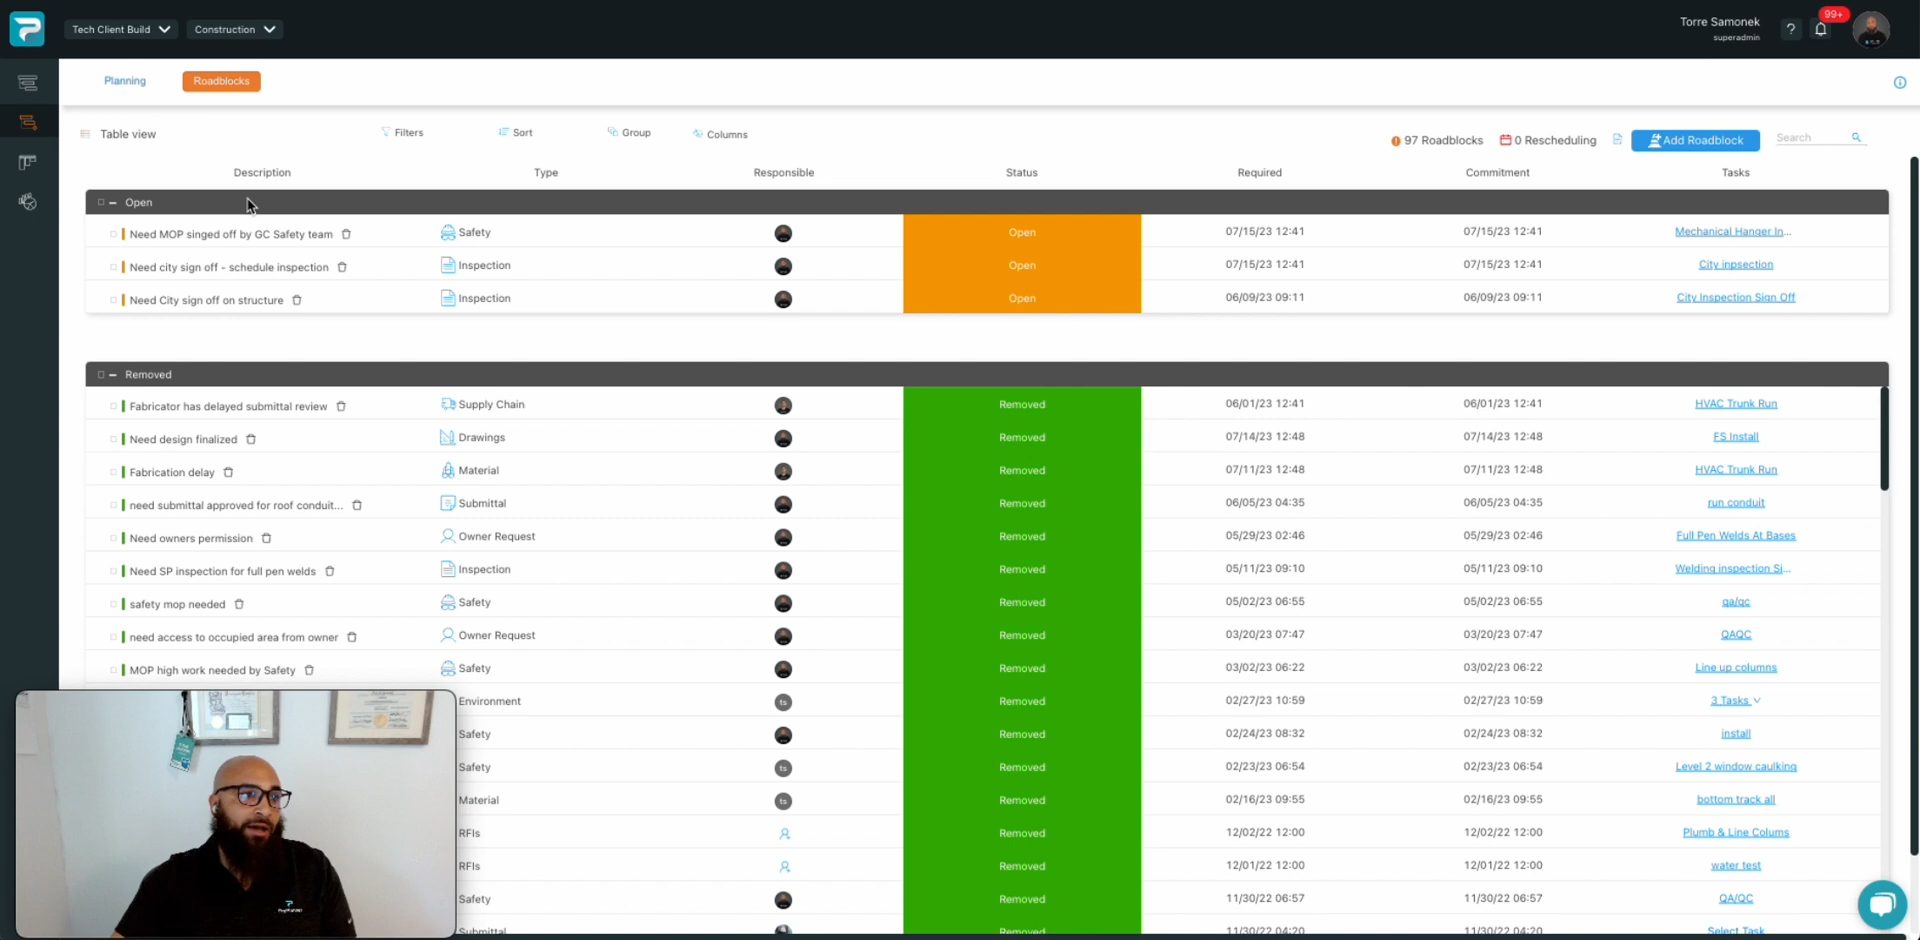 Tech Client Build
Construction
Torre Samonek
superadmin
?
99+
Planning
Roadblocks
Table view
Filters
Sort
Group
Columns
97 Roadblocks
0 Rescheduling
Add Roadblock
Search
Description Type Responsible Status Required Commitment Tasks
Open
Need MOP singed off by GC Safety team Safety Open 07/15/23 12:41 07/15/23 12:41 Mechanical Hanger In...
Need city sign off - schedule inspection Inspection Open 07/15/23 12:41 07/15/23 12:41 City inpsection
Need City sign off on structure Inspection Open 06/09/23 09:11 06/09/23 09:11 City Inspection Sign Off
Removed
Fabricator has delayed submittal review Supply Chain Removed 06/01/23 12:41 06/01/23 12:41 HVAC Trunk Run
Need design finalized Drawings Removed 07/14/23 12:48 07/14/23 12:48 FS Install
Fabrication delay Material Removed 07/11/23 12:48 07/11/23 12:48 HVAC Trunk Run
need submittal approved for roof conduit... Submittal Removed 06/05/23 04:35 06/05/23 04:35 run conduit
Need owners permission Owner Request Removed 05/29/23 02:46 05/29/23 02:46 Full Pen Welds At Bases
Need SP inspection for full pen welds Inspection Removed 05/11/23 09:10 05/11/23 09:10 Welding inspection Si...
safety mop needed Safety Removed 05/02/23 06:55 05/02/23 06:55 qa/qc
need access to occupied area from owner Owner Request Removed 03/20/23 07:47 03/20/23 07:47 QAQC
MOP high work needed by Safety Safety Removed 03/02/23 06:22 03/02/23 06:22 Line up columns
Environment ts Removed 02/27/23 10:59 02/27/23 10:59 3 Tasks
Safety Removed 02/24/23 08:32 02/24/23 08:32 install
Safety ts Removed 02/23/23 06:54 02/23/23 06:54 Level 2 window caulking
Material ts Removed 02/16/23 09:55 02/16/23 09:55 bottom track all
RFIs Removed 12/02/22 12:00 12/02/22 12:00 Plumb & Line Colums
RFIs Removed 12/01/22 12:00 12/01/22 12:00 water test
Safety Removed 11/30/22 06:57 11/30/22 06:57 QA/QC
Submittal Removed 11/30/22 04:20 11/30/22 04:20 Select Task